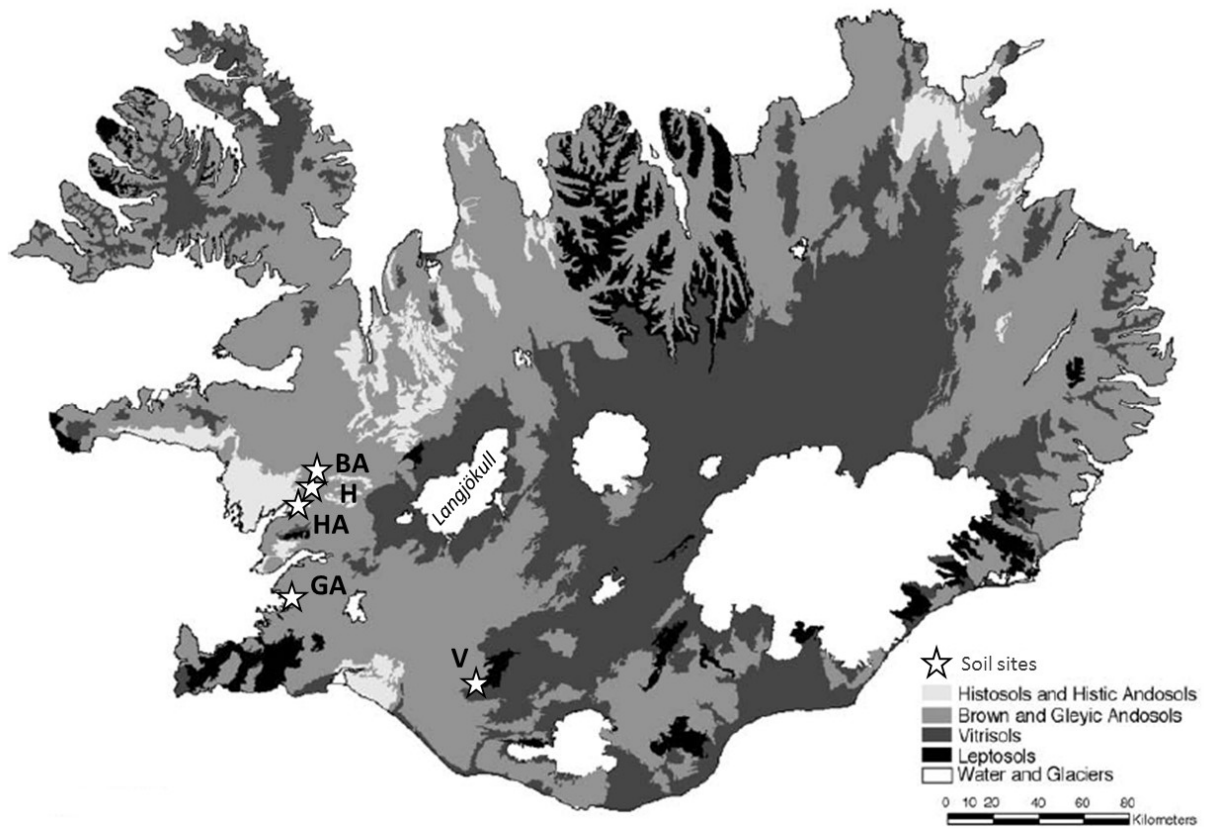 BA
H
Langjökull
HA
GA
V
Soil sites
Histosols and Histic Andosols
Brown and Gleyic Andosols
Vitrisols
Leptosols
Water and Glaciers
0 10 20 40 60 80
Kilometers